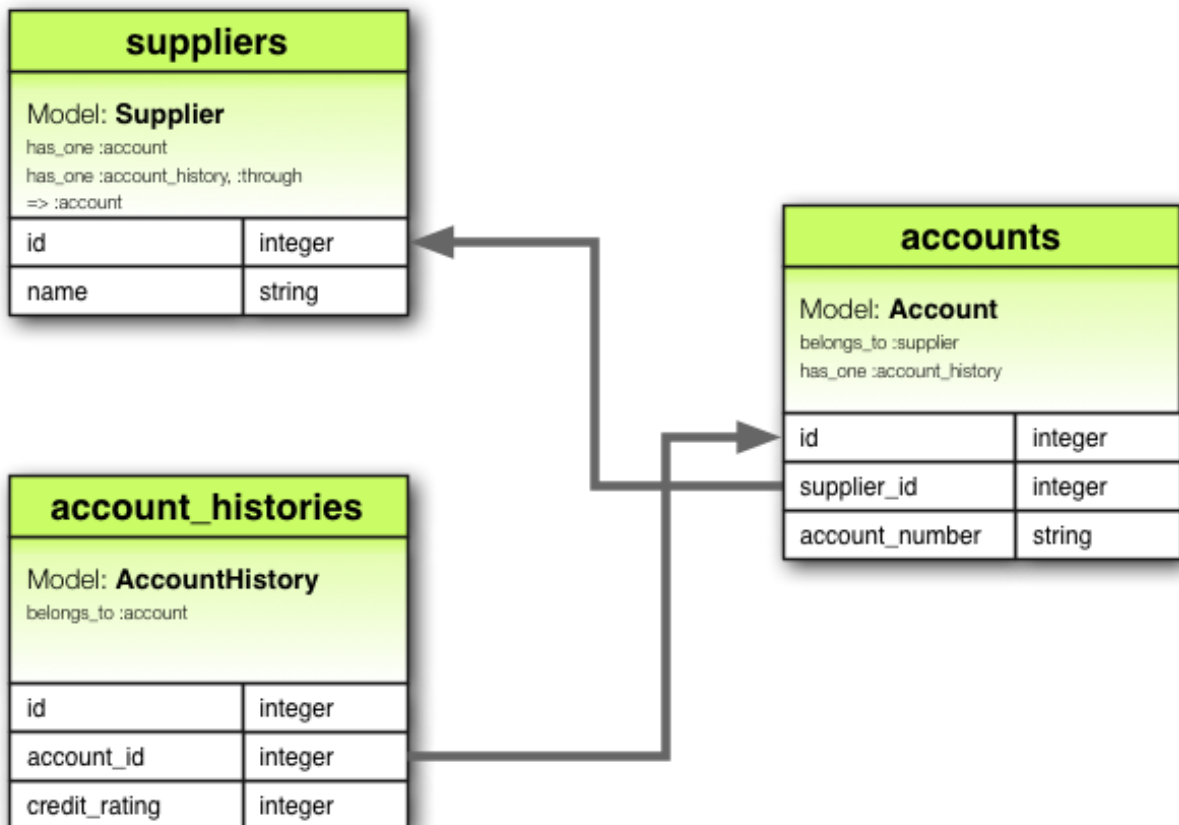 suppliers
Model: Supplier
has_one :account
has_one :account_history, :through
=> :account
id integer
name string
accounts
Model: Account
belongs_to :supplier
has_one :account_history
id integer
supplier_id integer
account_number string
account_histories
Model: AccountHistory
belongs_to :account
id integer
account_id integer
credit_rating integer